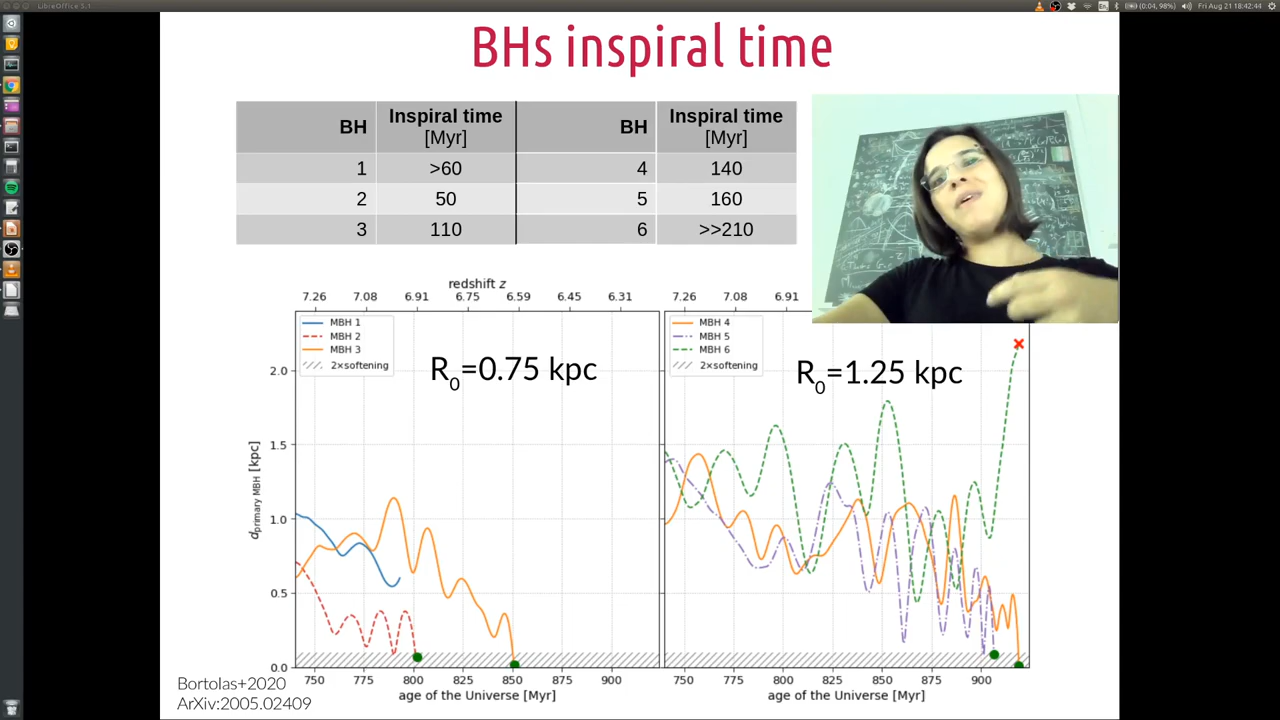 LibreOffice 5.1
(0:04, 98%)
Fri Aug 21 18:42:44
BHs inspiral time
BH Inspiral time [Myr] BH Inspiral time [Myr]
1 >60 4 140
2 50 5 160
3 110 6 >>210
redshift z
7.26 7.08 6.91 6.75 6.59 6.45 6.31
7.26 7.08 6.91
MBH 1
MBH 2
MBH 3
2×softening
R0=0.75 kpc
MBH 4
MBH 5
MBH 6
2×softening
R0=1.25 kpc
dprimary MBH [kpc]
2.0
1.5
1.0
0.5
0.0
750 775 800 825 850 875 900
age of the Universe [Myr]
750 775 800 825 850 875 900
age of the Universe [Myr]
Bortolas+2020
ArXiv:2005.02409